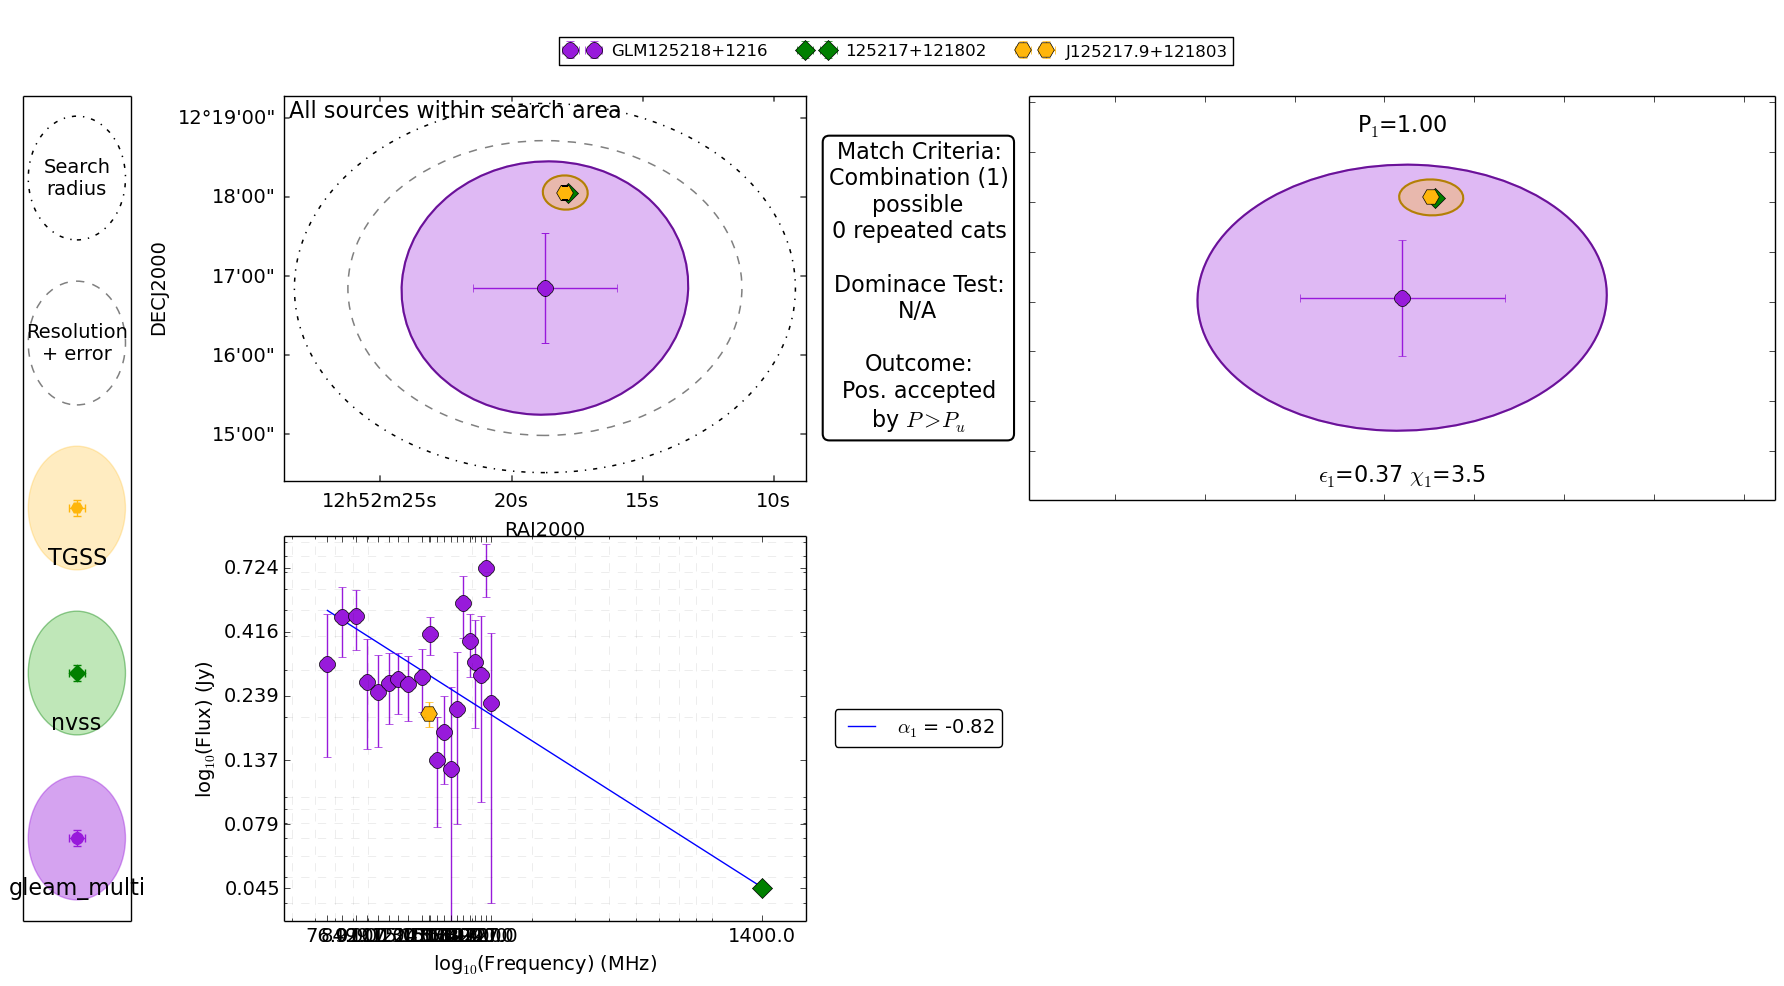 GLM125218+1216 125217+121802 J125217.9+121803
Search
radius
Resolution
+ error
TGSS
nvss
gleam_multi
All sources within search area
12°19'00"
18'00"
17'00"
16'00"
15'00"
DECJ2000
12h52m25s 20s 15s 10s
RAJ2000
Match Criteria:
Combination (1)
possible
0 repeated cats
Dominace Test:
N/A
Outcome:
Pos. accepted
by P>Pu
P1=1.00
ϵ1=0.37 χ1=3.5
0.724
0.416
0.239
0.137
0.079
0.045
log10(Flux) (Jy)
1400.0
log10(Frequency) (MHz)
α1 = -0.82